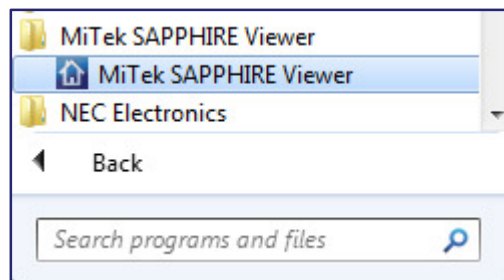 MiTek SAPPHIRE Viewer
MiTek SAPPHIRE Viewer
NEC Electronics
Back
Search programs and files